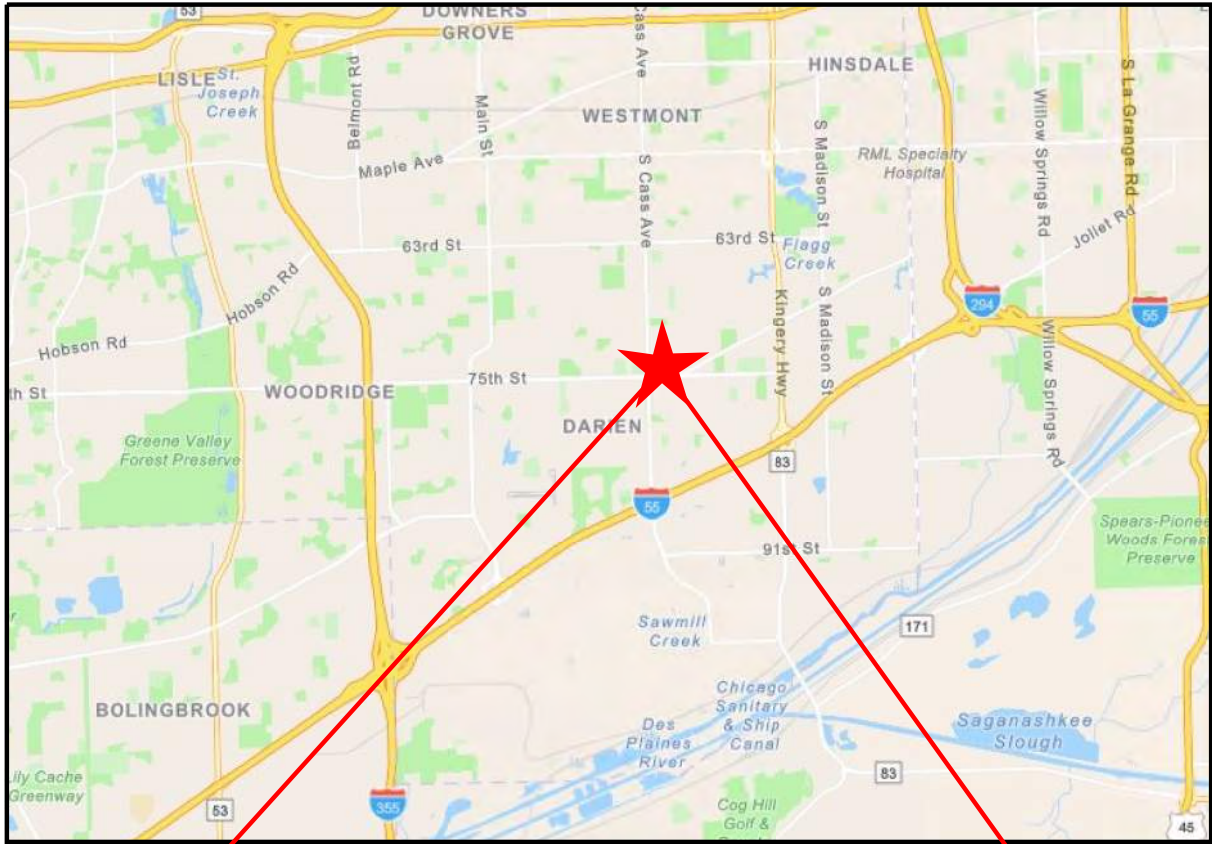 53
DOWNERS
GROVE
S Cass Ave
LISLE
St.
Joseph
Creek
Belmont Rd
Main St
HINSDALE
WESTMONT
Willow Springs Rd
S La Grange Rd
S Madison St
RML Specialty
Hospital
Maple Ave
S Cass Ave
63rd St
63rd St
Flagg
Creek
Joliet Rd
Hobson Rd
Hobson Rd
Kingery Hwy
S Madison St
294
55
Willow Springs Rd
th St
WOODRIDGE
75th St
DARIEN
Greene Valley
Forest Preserve
83
55
91st St
Spears-Pionee
Woods Forest
Preserve
Sawmill
Creek
171
BOLINGBROOK
Chicago
Sanitary
& Ship
Canal
Des
Plaines
River
Saganashkee
Slough
Lily Cache
Greenway
53
355
83
Cog Hill
Golf &
45